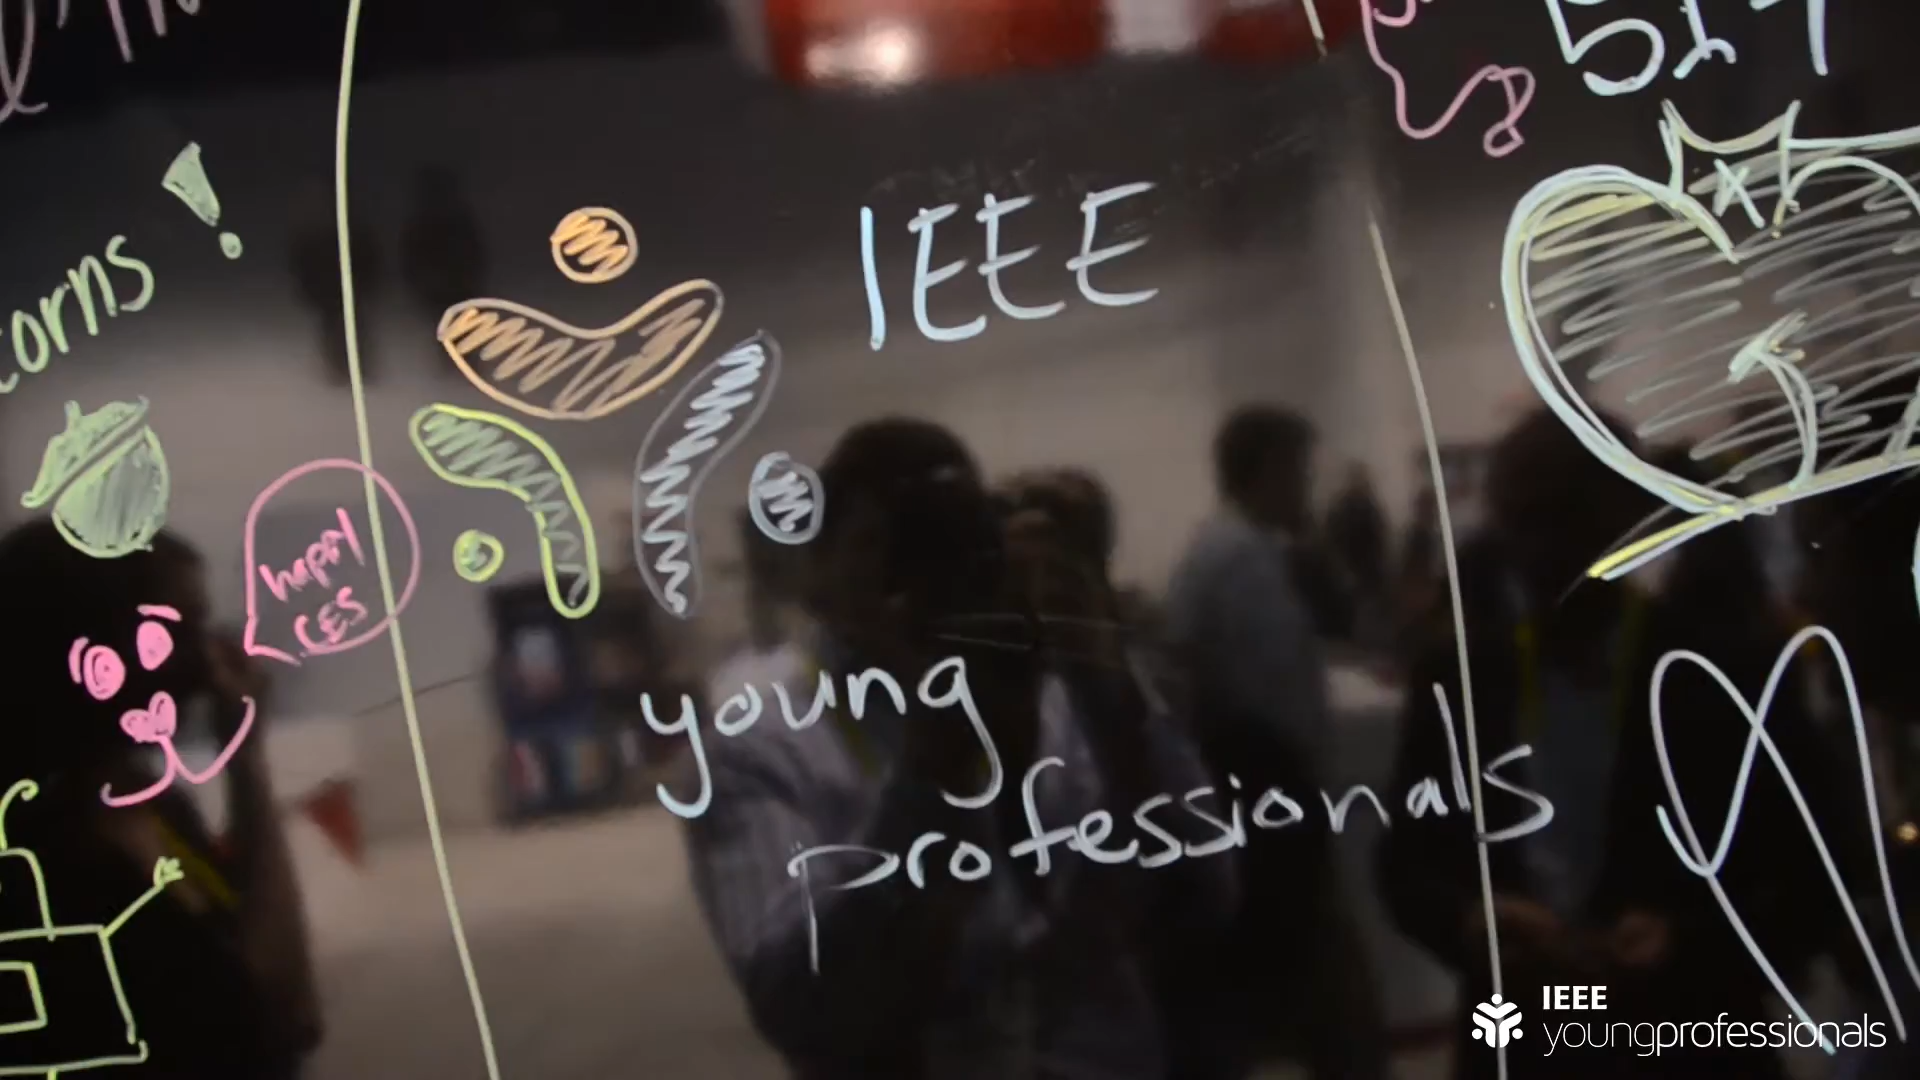 corns!
IEEE
happy
CES
young
professionals
IEEE
youngprofessionals